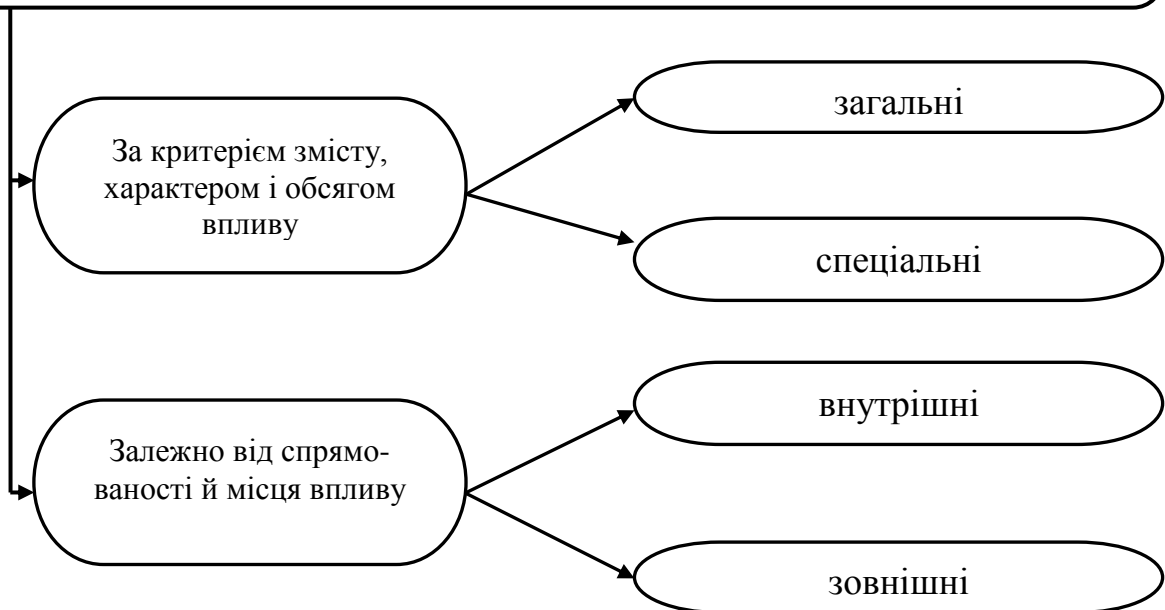 загальні
За критерієм змісту,
характером і обсягом
впливу
спеціальні
внутрішні
Залежно від спрямо-
ваності й місця впливу
зовнішні